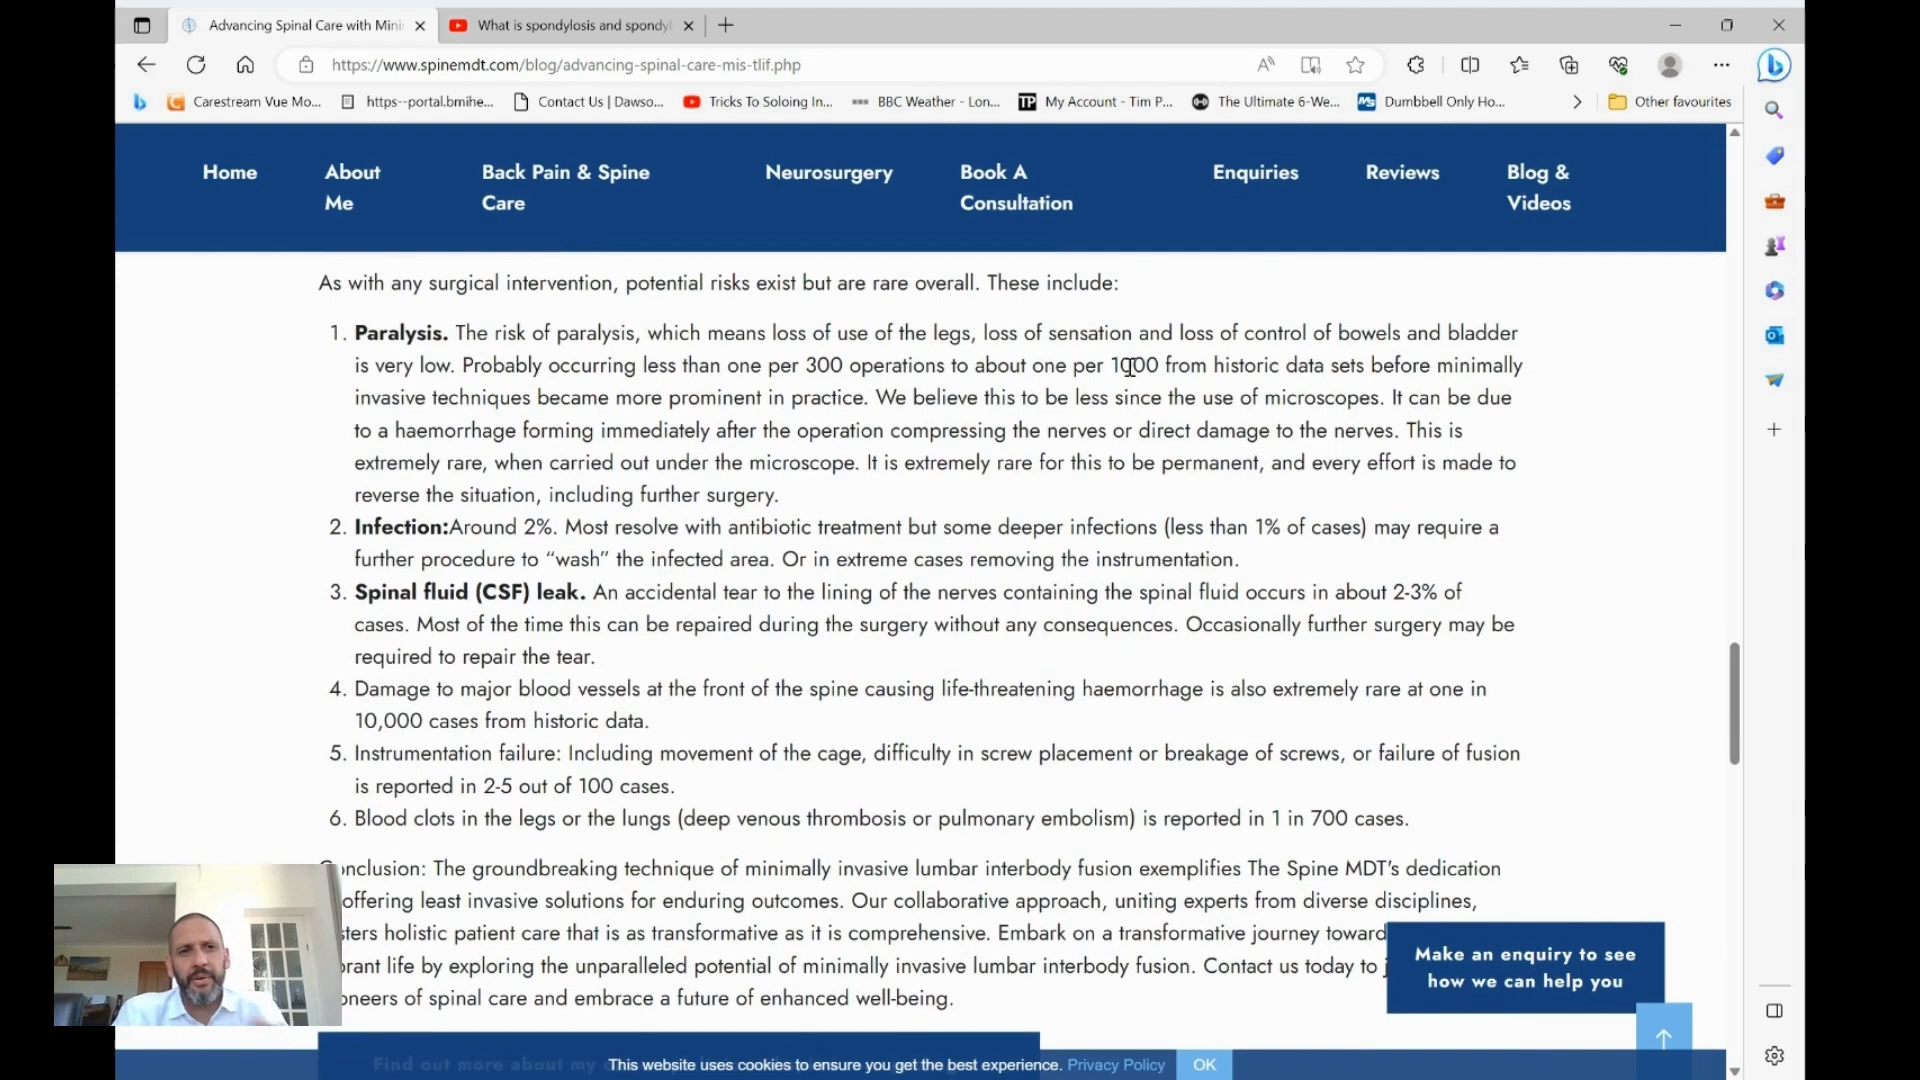 Advancing Spinal Care with Mini
What is spondylosis and spondyl
https://www.spinemdt.com/blog/advancing-spinal-care-mis-tlif.php
Carestream Vue Mo...
https--portal.bmihe...
Contact Us | Dawso...
Tricks To Soloing In...
BBC Weather - Lon...
TP
My Account - Tim P...
The Ultimate 6-We...
Dumbbell Only Ho...
Other favourites
Home
About Me
Back Pain & Spine Care
Neurosurgery
Book A Consultation
Enquiries
Reviews
Blog & Videos
As with any surgical intervention, potential risks exist but are rare overall. These include:
1. Paralysis. The risk of paralysis, which means loss of use of the legs, loss of sensation and loss of control of bowels and bladder
is very low. Probably occurring less than one per 300 operations to about one per 1000 from historic data sets before minimally
invasive techniques became more prominent in practice. We believe this to be less since the use of microscopes. It can be due
to a haemorrhage forming immediately after the operation compressing the nerves or direct damage to the nerves. This is
extremely rare, when carried out under the microscope. It is extremely rare for this to be permanent, and every effort is made to
reverse the situation, including further surgery.
2. Infection:Around 2%. Most resolve with antibiotic treatment but some deeper infections (less than 1% of cases) may require a
further procedure to “wash” the infected area. Or in extreme cases removing the instrumentation.
3. Spinal fluid (CSF) leak. An accidental tear to the lining of the nerves containing the spinal fluid occurs in about 2-3% of
cases. Most of the time this can be repaired during the surgery without any consequences. Occasionally further surgery may be
required to repair the tear.
4. Damage to major blood vessels at the front of the spine causing life-threatening haemorrhage is also extremely rare at one in
10,000 cases from historic data.
5. Instrumentation failure: Including movement of the cage, difficulty in screw placement or breakage of screws, or failure of fusion
is reported in 2-5 out of 100 cases.
6. Blood clots in the legs or the lungs (deep venous thrombosis or pulmonary embolism) is reported in 1 in 700 cases.
onclusion: The groundbreaking technique of minimally invasive lumbar interbody fusion exemplifies The Spine MDT's dedication
offering least invasive solutions for enduring outcomes. Our collaborative approach, uniting experts from diverse disciplines,
sters holistic patient care that is as transformative as it is comprehensive. Embark on a transformative journey toward
rant life by exploring the unparalleled potential of minimally invasive lumbar interbody fusion. Contact us today to j
oneers of spinal care and embrace a future of enhanced well-being.
Make an enquiry to see
how we can help you
Find out more about my
This website uses cookies to ensure you get the best experience. Privacy Policy
OK